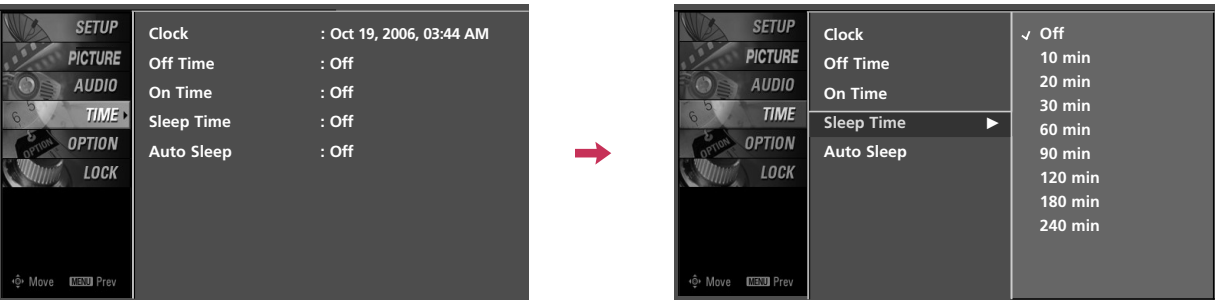 SETUP
PICTURE
AUDIO
TIME
OPTION
LOCK
Move MENU Prev
Clock : Oct 19, 2006, 03:44 AM
Off Time : Off
On Time : Off
Sleep Time : Off
Auto Sleep : Off
SETUP
PICTURE
AUDIO
TIME
OPTION
LOCK
Move MENU Prev
Clock
Off Time
On Time
Sleep Time
Auto Sleep
Off
10 min
20 min
30 min
60 min
90 min
120 min
180 min
240 min